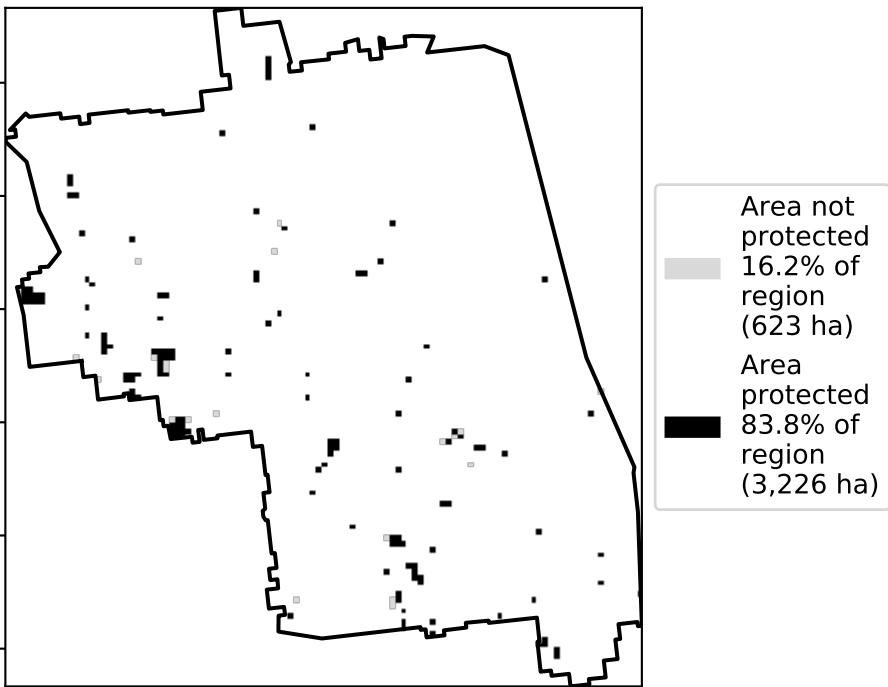 Area not
protected
16.2% of
region
(623 ha)
Area
protected
83.8% of
region
(3,226 ha)